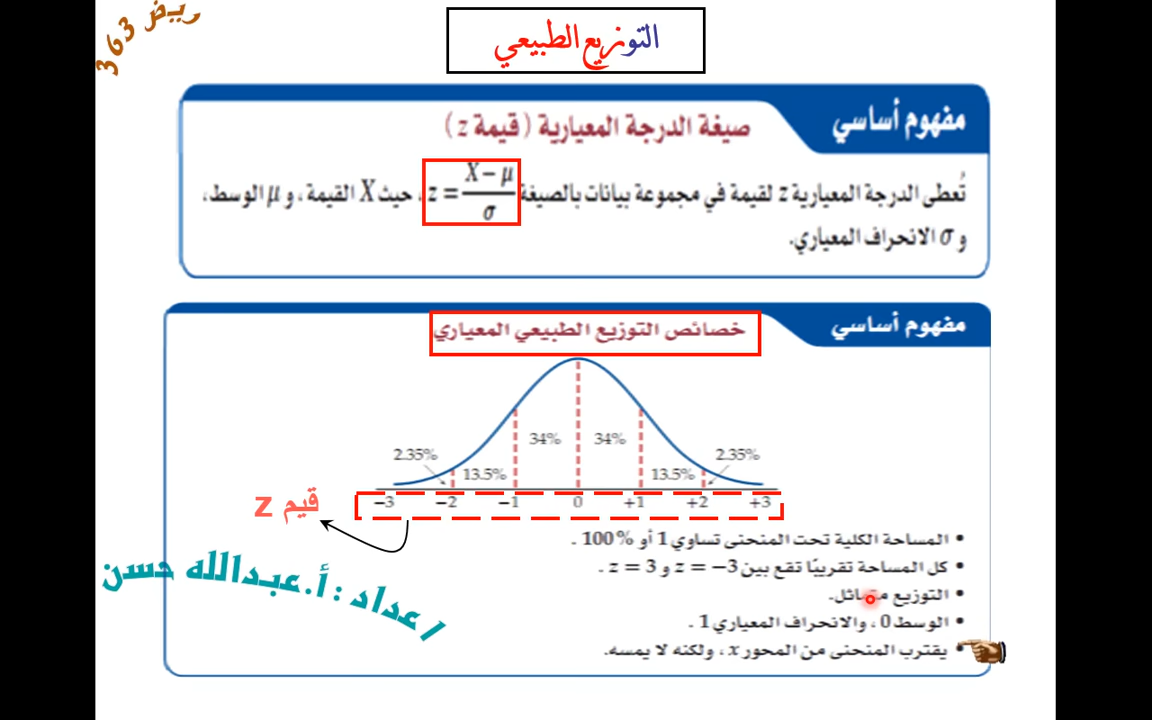 ريض 363
التوزيع الطبيعي
مفهوم أساسي
صيغة الدرجة المعيارية ( قيمة z )
تُعطى الدرجة المعيارية z لقيمة في مجموعة بيانات بالصيغة z = (X − μ)/σ ، حيث X القيمة، و μ الوسط،
و σ الانحراف المعياري.
مفهوم أساسي
خصائص التوزيع الطبيعي المعياري
34% 34%
2.35% 13.5% 13.5% 2.35%
−3 −2 −1 0 +1 +2 +3
قيم z
المساحة الكلية تحت المنحنى تساوي 1 أو 100% .
كل المساحة تقريبًا تقع بين z = −3 و z = 3 .
التوزيع متماثل.
الوسط 0 ، والانحراف المعياري 1 .
يقترب المنحنى من المحور x ، ولكنه لا يمسه.
اعداد : أ.عبدالله حسن